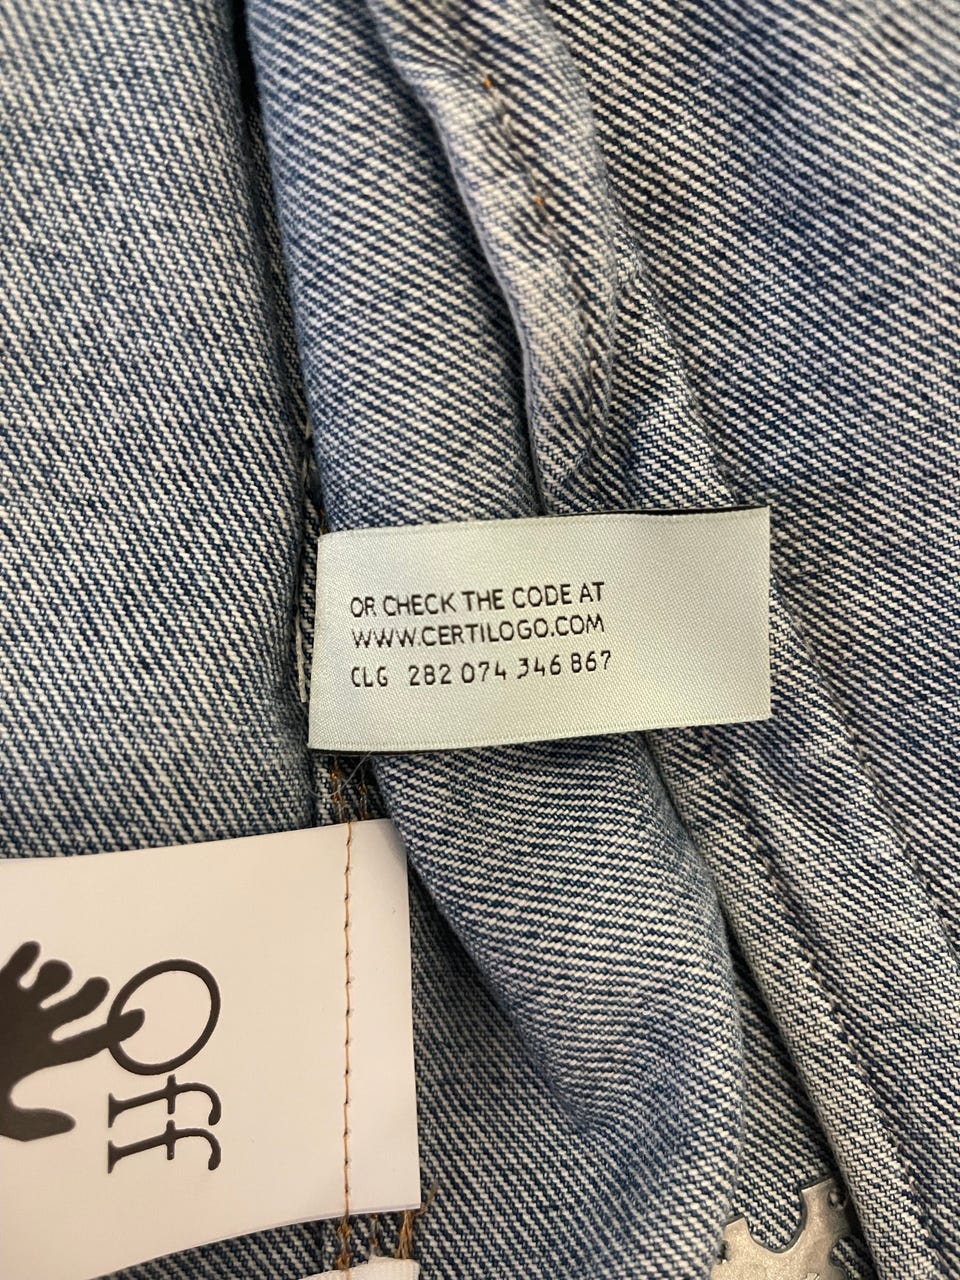 OR CHECK THE CODE AT
WWW.CERTILOGO.COM
CLG 282 074 346 867
Off